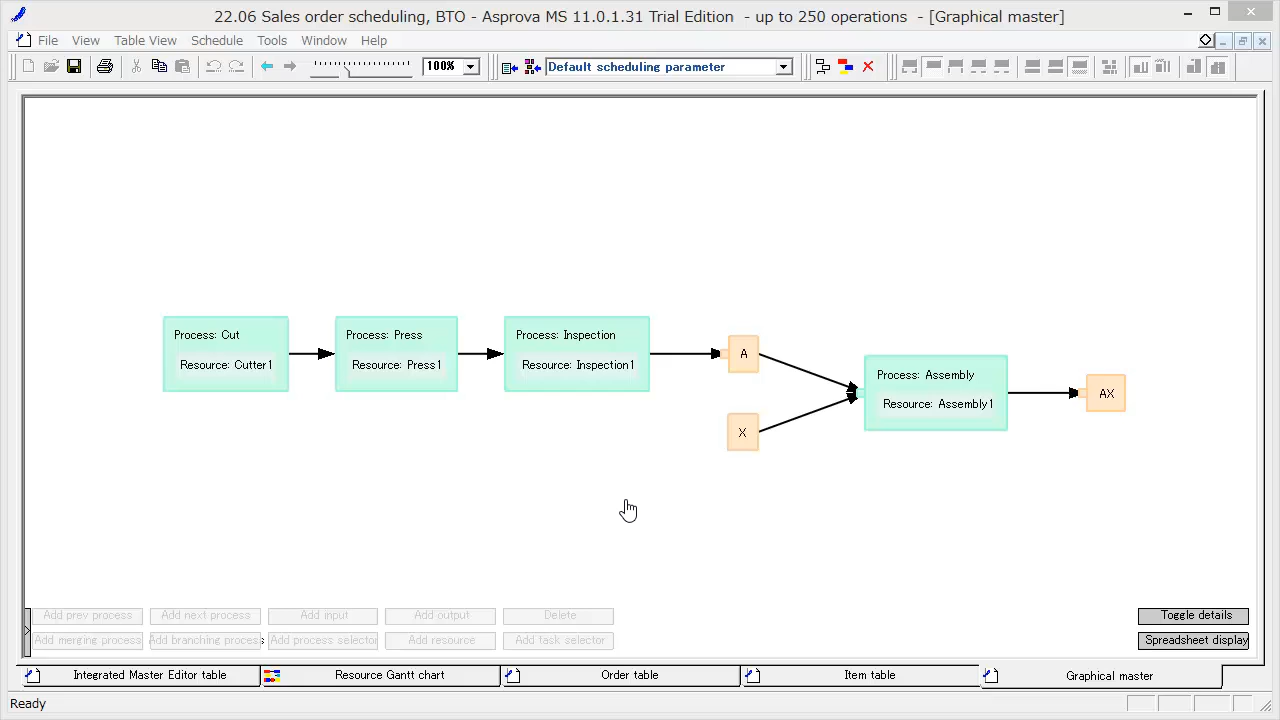 22.06 Sales order scheduling, BTO - Asprova MS 11.0.1.31 Trial Edition - up to 250 operations - [Graphical master]
File View Table View Schedule Tools Window Help
100% Default scheduling parameter
Process: Cut
Resource: Cutter1
Process: Press
Resource: Press1
Process: Inspection
Resource: Inspection1
A
X
Process: Assembly
Resource: Assembly1
AX
Add prev process Add next process Add input Add output Delete Toggle details
Add merging process Add branching process Add process selector Add resource Add task selector Spreadsheet display
Integrated Master Editor table Resource Gantt chart Order table Item table Graphical master
Ready